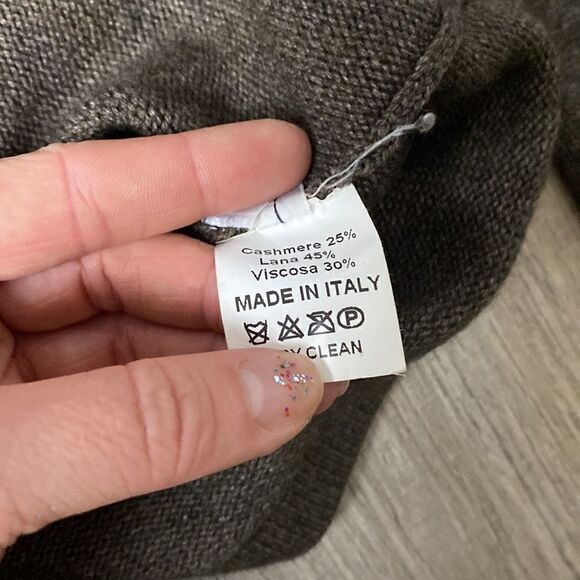 Cashmere 25%
Lana 45%
Viscosa 30%
MADE IN ITALY
P
CLEAN